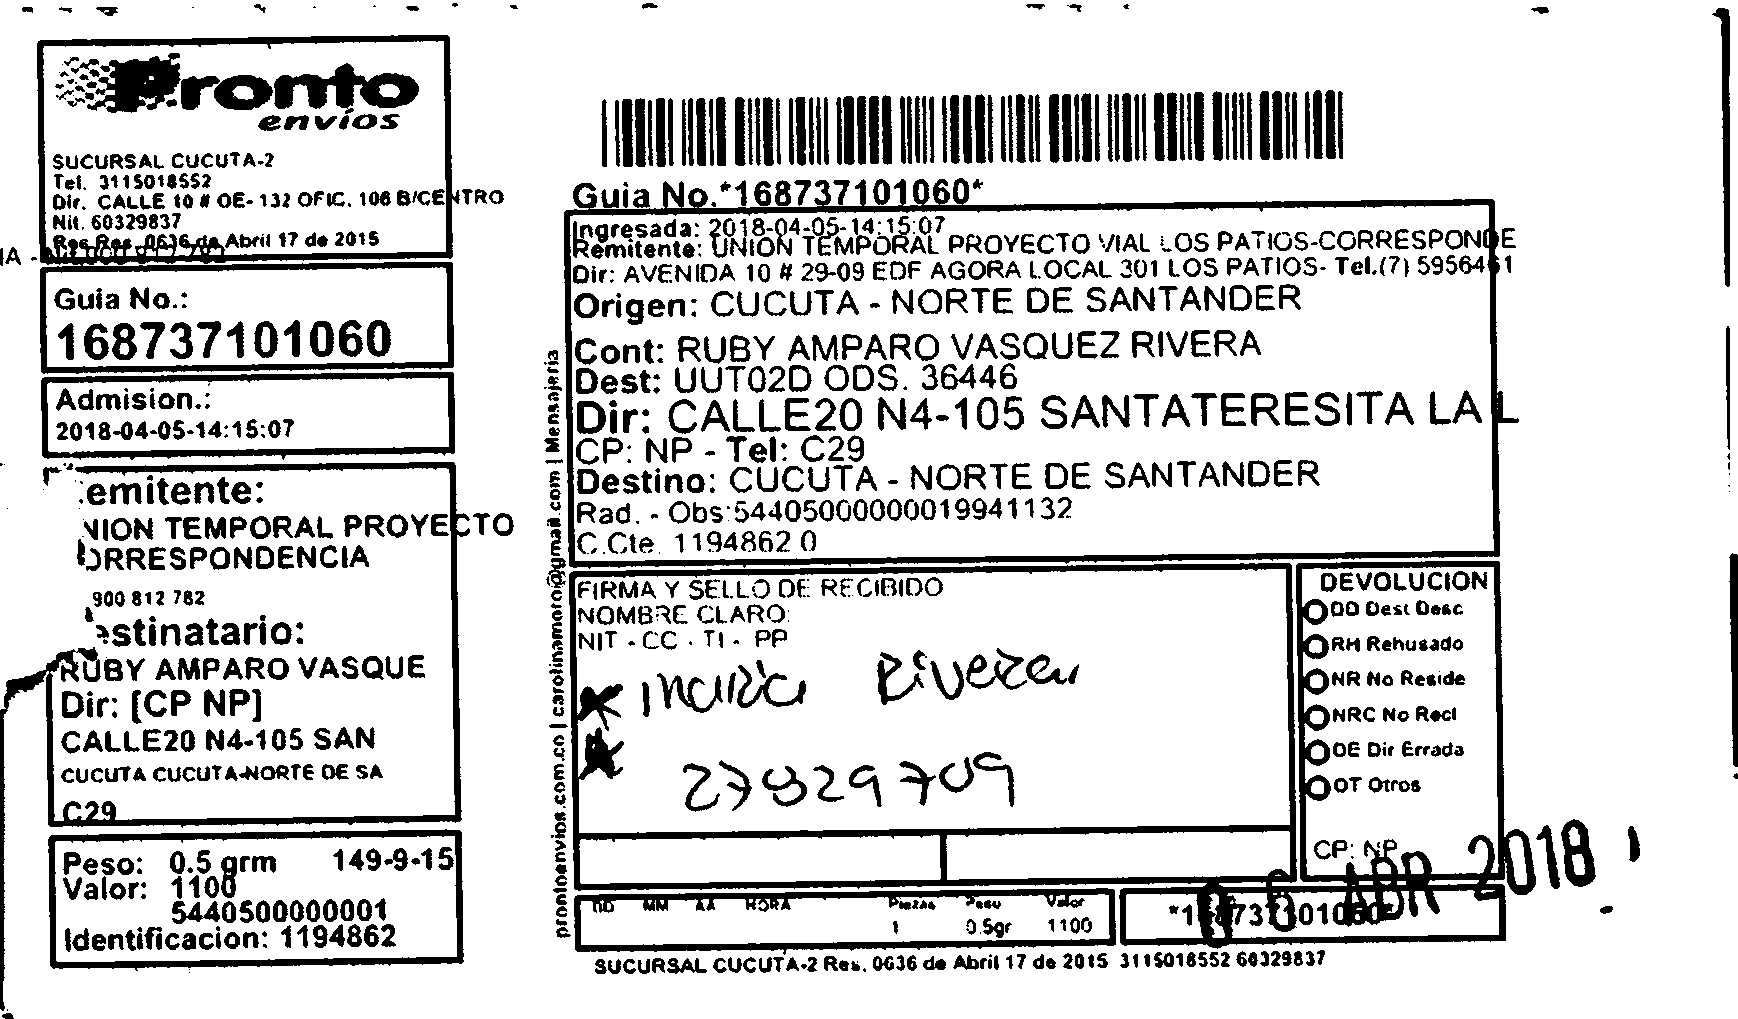 Pronto
envíos
SUCURSAL CUCUTA-2
Tel. 3115018552
Dir. CALLE 10 # OE- 132 OFIC. 106 B/CENTRO
Nit. 60329837
Res Res. 0636 de Abril 17 de 2015
Guia No.:
168737101060
Admision.:
2018-04-05-14:15:07
emitente:
NION TEMPORAL PROYECTO
ORRESPONDENCIA
900 812 782
estinatario:
RUBY AMPARO VASQUE
Dir: [CP NP]
CALLE20 N4-105 SAN
CUCUTA CUCUTA-NORTE DE SA
C29
Peso: 0.5 grm 149-9-15
Valor: 1100
5440500000001
Identificacion: 1194862
prontoenvios.com.co | carolinamoro@gmail.com | Mensajeria
Guia No.*168737101060*
Ingresada: 2018-04-05-14:15:07
Remitente: UNION TEMPORAL PROYECTO VIAL LOS PATIOS-CORRESPONDE
Dir: AVENIDA 10 # 29-09 EDF AGORA LOCAL 301 LOS PATIOS- Tel.(7) 5956461
Origen: CUCUTA - NORTE DE SANTANDER
Cont: RUBY AMPARO VASQUEZ RIVERA
Dest: UUT02D ODS. 36446
Dir: CALLE20 N4-105 SANTATERESITA LA L
CP: NP - Tel: C29
Destino: CUCUTA - NORTE DE SANTANDER
Rad. - Obs:54405000000019941132
C.Cte. 1194862 0
FIRMA Y SELLO DE RECIBIDO
NOMBRE CLARO:
NIT - CC - TI - PP
Maria Rivera
27829709
DEVOLUCION
DD Dest Desc
RH Rehusado
NR No Reside
NRC No Recl
DE Dir Errada
OT Otros
CP: NP
06 ABR 2018
DD MM AA HORA Piezas Peso Valor
1 0.5gr 1100
*168737101060*
SUCURSAL CUCUTA-2 Res. 0636 de Abril 17 de 2015 3115018552 60329837